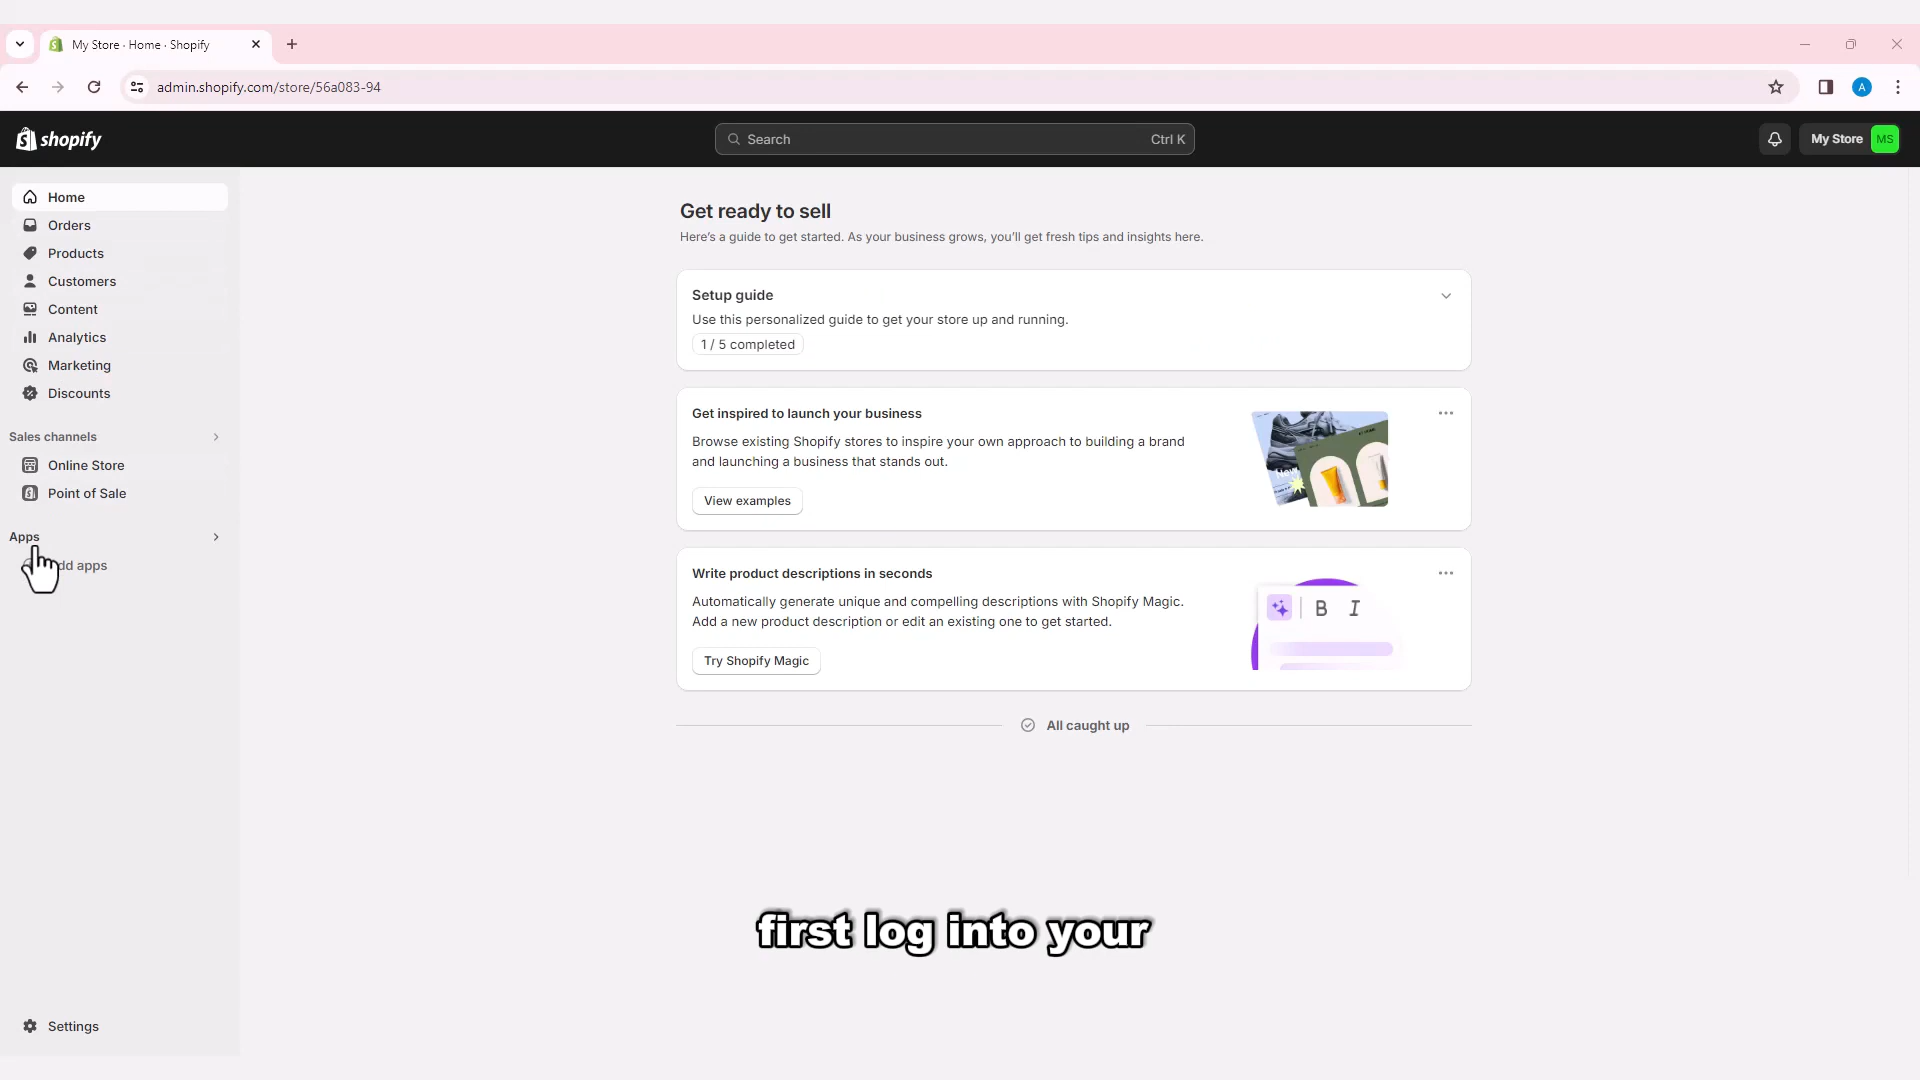 My Store · Home · Shopify
admin.shopify.com/store/56a083-94
A
shopify
Search
Ctrl K
My Store
MS
Home
Orders
Products
Customers
Content
Analytics
Marketing
Discounts
Sales channels
Online Store
Point of Sale
Apps
dd apps
Settings
Get ready to sell
Here's a guide to get started. As your business grows, you'll get fresh tips and insights here.
Setup guide
Use this personalized guide to get your store up and running.
1 / 5 completed
Get inspired to launch your business
Browse existing Shopify stores to inspire your own approach to building a brand
and launching a business that stands out.
View examples
Write product descriptions in seconds
Automatically generate unique and compelling descriptions with Shopify Magic.
Add a new product description or edit an existing one to get started.
Try Shopify Magic
B I
All caught up
first log into your